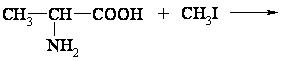 CH₃—CH—COOH + CH₃I ⟶
NH₂